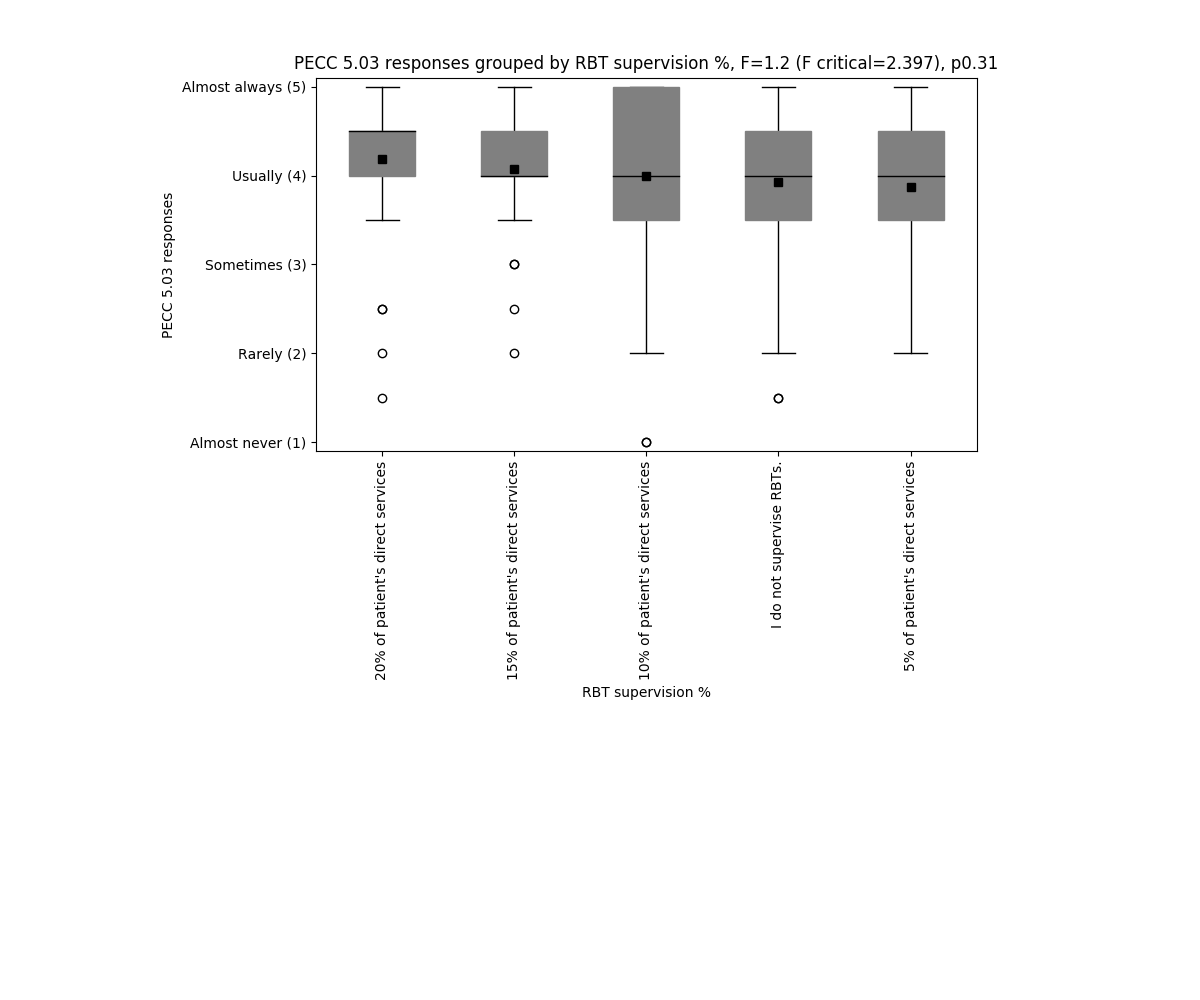 PECC 5.03 responses grouped by RBT supervision %, F=1.2 (F critical=2.397), p0.31
Almost always (5)
Usually (4)
Sometimes (3)
Rarely (2)
Almost never (1)
PECC 5.03 responses
20% of patient's direct services
15% of patient's direct services
10% of patient's direct services
I do not supervise RBTs.
5% of patient's direct services
RBT supervision %